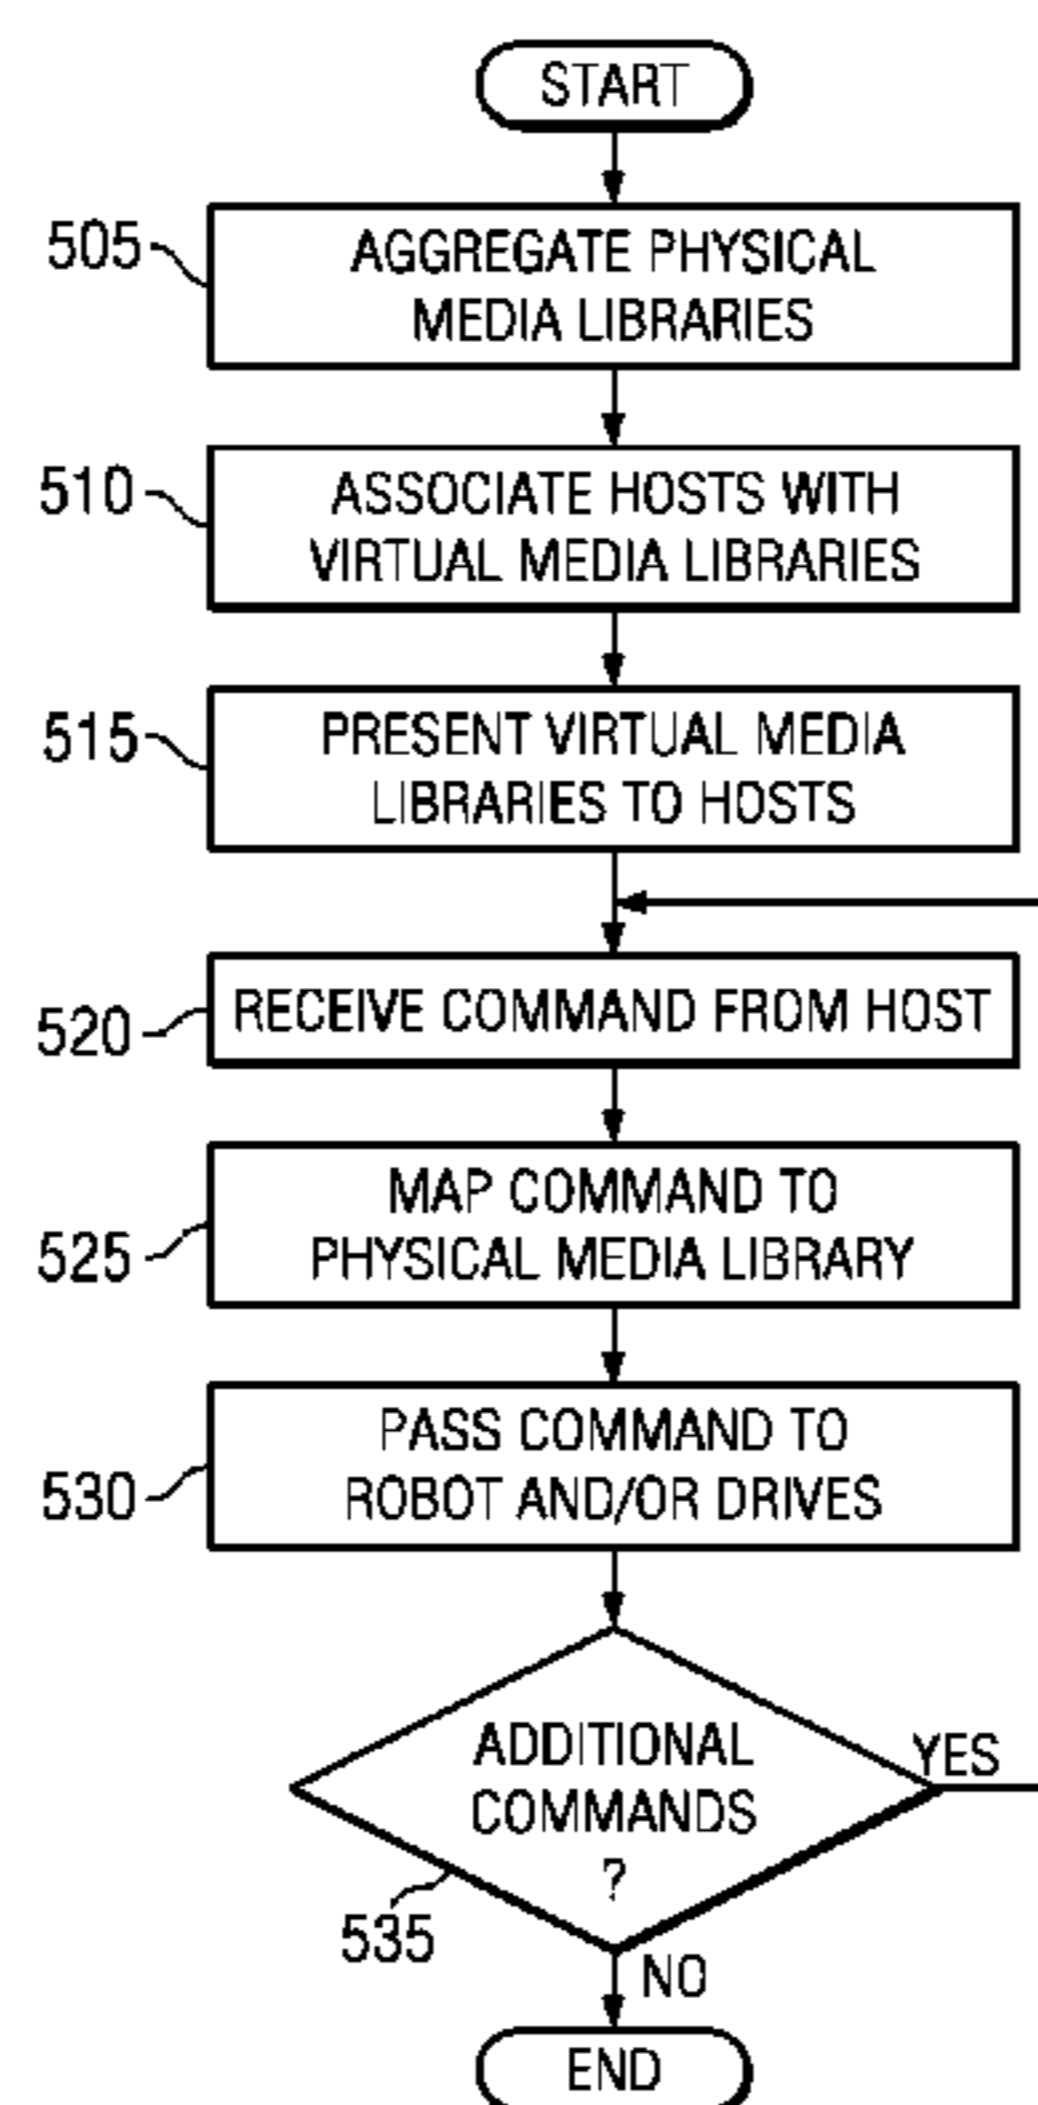 START
505
AGGREGATE PHYSICAL
MEDIA LIBRARIES
510
ASSOCIATE HOSTS WITH
VIRTUAL MEDIA LIBRARIES
515
PRESENT VIRTUAL MEDIA
LIBRARIES TO HOSTS
520
RECEIVE COMMAND FROM HOST
525
MAP COMMAND TO
PHYSICAL MEDIA LIBRARY
530
PASS COMMAND TO
ROBOT AND/OR DRIVES
ADDITIONAL
COMMANDS
?
YES
535
NO
END